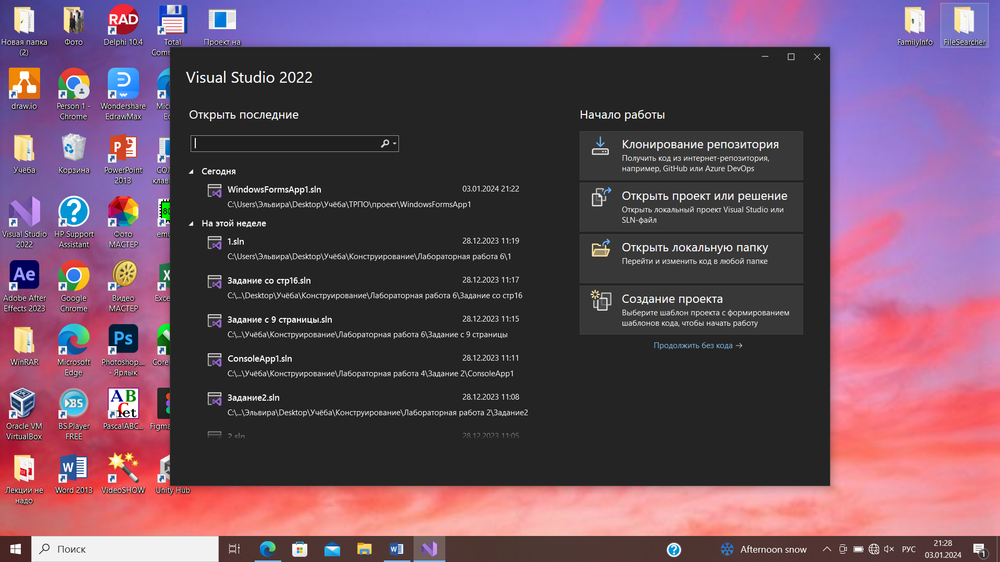 Новая папка
(2)
Фото
RAD
Delphi 10.4
Total
Comm
Проект на
FamilyInfo
FileSearcher
draw.io
Person 1 -
Chrome
Wondershare
EdrawMax
Учёба
Корзина
PowerPoint
2013
Visual Studio
2022
HP Support
Assistant
Фото
МАСТЕР
Ae
Adobe After
Effects 2023
Google
Chrome
Видео
МАСТЕР
WinRAR
Microsoft
Edge
Ps
Photoshop....
- Ярлык
Oracle VM
VirtualBox
BS
BS.Player
FREE
ABC net
PascalABC...
Figma
Лекции не
надо
Word 2013
VideoSHOW
Unity Hub
Visual Studio 2022
Открыть последние
Сегодня
WindowsFormsApp1.sln 03.01.2024 21:22
C:\Users\Эльвира\Desktop\Учёба\ТРПО\проект\WindowsFormsApp1
На этой неделе
1.sln 28.12.2023 11:19
C:\Users\Эльвира\Desktop\Учёба\Конструирование\Лабораторная работа 6\1
Задание со стр16.sln 28.12.2023 11:17
C:\...\Desktop\Учёба\Конструирование\Лабораторная работа 6\Задание со стр16
Задание с 9 страницы.sln 28.12.2023 11:15
C:\...\Учёба\Конструирование\Лабораторная работа 6\Задание с 9 страницы
ConsoleApp1.sln 28.12.2023 11:11
C:\...\Учёба\Конструирование\Лабораторная работа 4\Задание 2\ConsoleApp1
Задание2.sln 28.12.2023 11:08
C:\...\Эльвира\Desktop\Учёба\Конструирование\Лабораторная работа 2\Задание2
2.sln 28.12.2023 11:05
Начало работы
Клонирование репозитория
Получить код из интернет-репозитория,
например, GitHub или Azure DevOps
Открыть проект или решение
Открыть локальный проект Visual Studio или
SLN-файл
Открыть локальную папку
Перейти и изменить код в любой папке
Создание проекта
Выберите шаблон проекта с формированием
шаблонов кода, чтобы начать работу
Продолжить без кода →
Поиск
Afternoon snow
РУС
21:28
03.01.2024
1